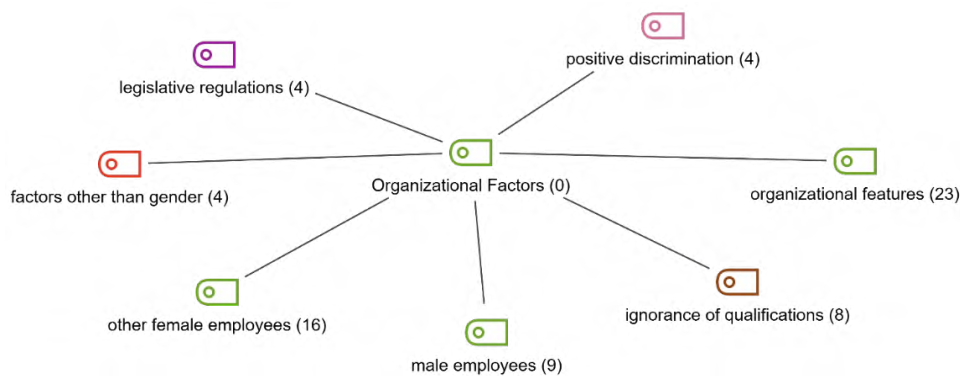 positive discrimination (4)
legislative regulations (4)
Organizational Factors (0)
factors other than gender (4)
organizational features (23)
other female employees (16)
ignorance of qualifications (8)
male employees (9)